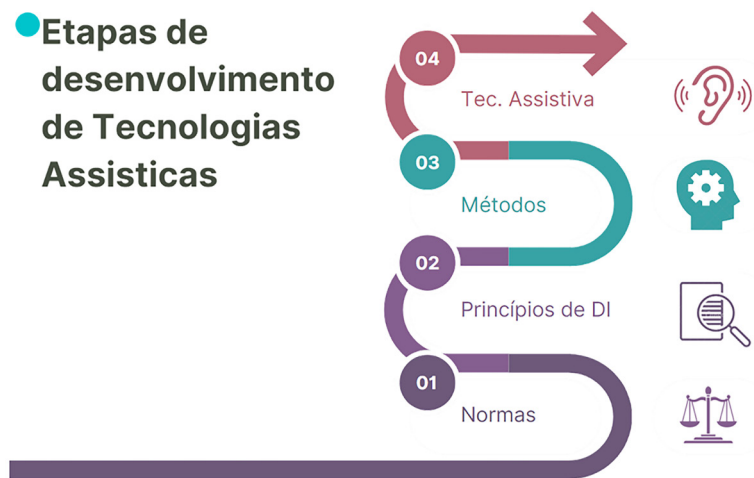 Etapas de
desenvolvimento
de Tecnologias
Assisticas
04
Tec. Assistiva
03
Métodos
02
Princípios de DI
01
Normas